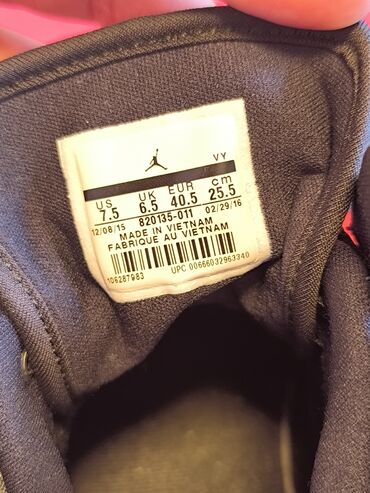 VY
US UK EUR cm
7.5 6.5 40.5 25.5
12/08/15 820135-011 02/29/16
MADE IN VIETNAM
FABRIQUE AU VIETNAM
106287983 UPC 00666032963340